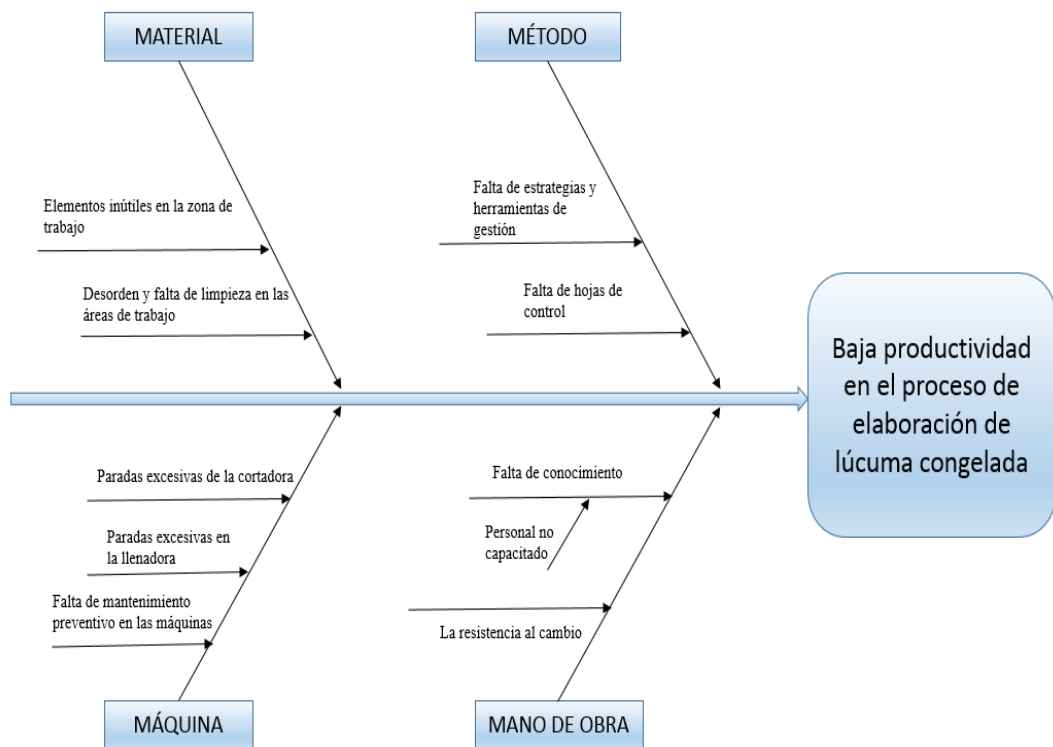 MATERIAL
MÉTODO
Elementos inútiles en la zona de
trabajo
Desorden y falta de limpieza en las
áreas de trabajo
Falta de estrategias y
herramientas de
gestión
Falta de hojas de
control
Baja productividad
en el proceso de
elaboración de
lúcuma congelada
Paradas excesivas de la cortadora
Paradas excesivas en
la llenadora
Falta de mantenimiento
preventivo en las máquinas
Falta de conocimiento
Personal no
capacitado
La resistencia al cambio
MÁQUINA
MANO DE OBRA